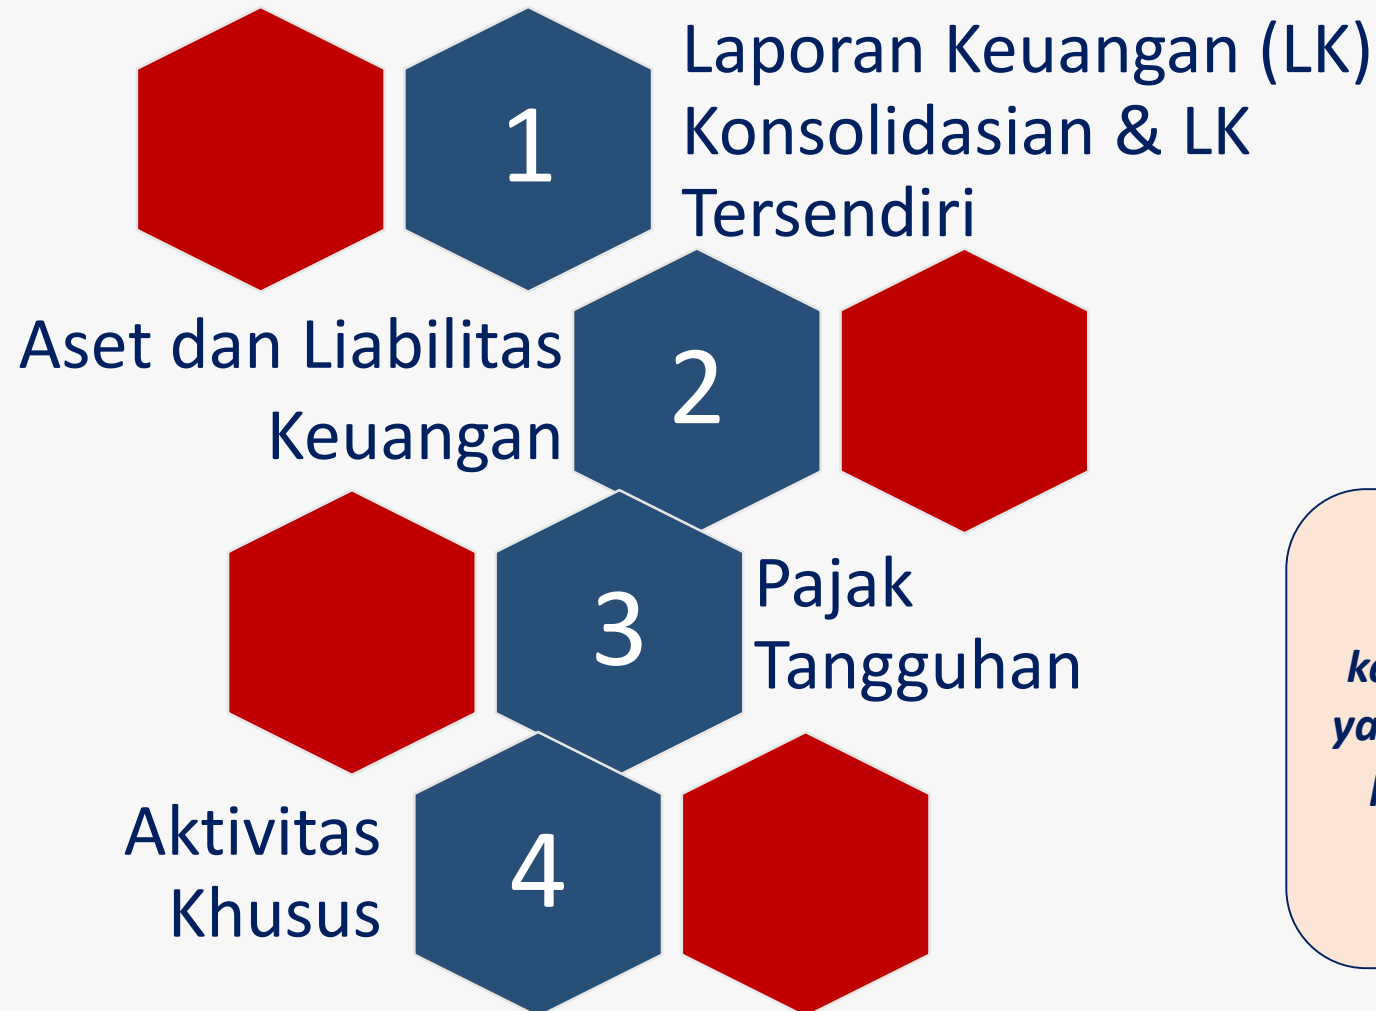 1
Laporan Keuangan (LK)
Konsolidasian & LK
Tersendiri
Aset dan Liabilitas
Keuangan
2
3
Pajak
Tangguhan
Aktivitas
Khusus
4